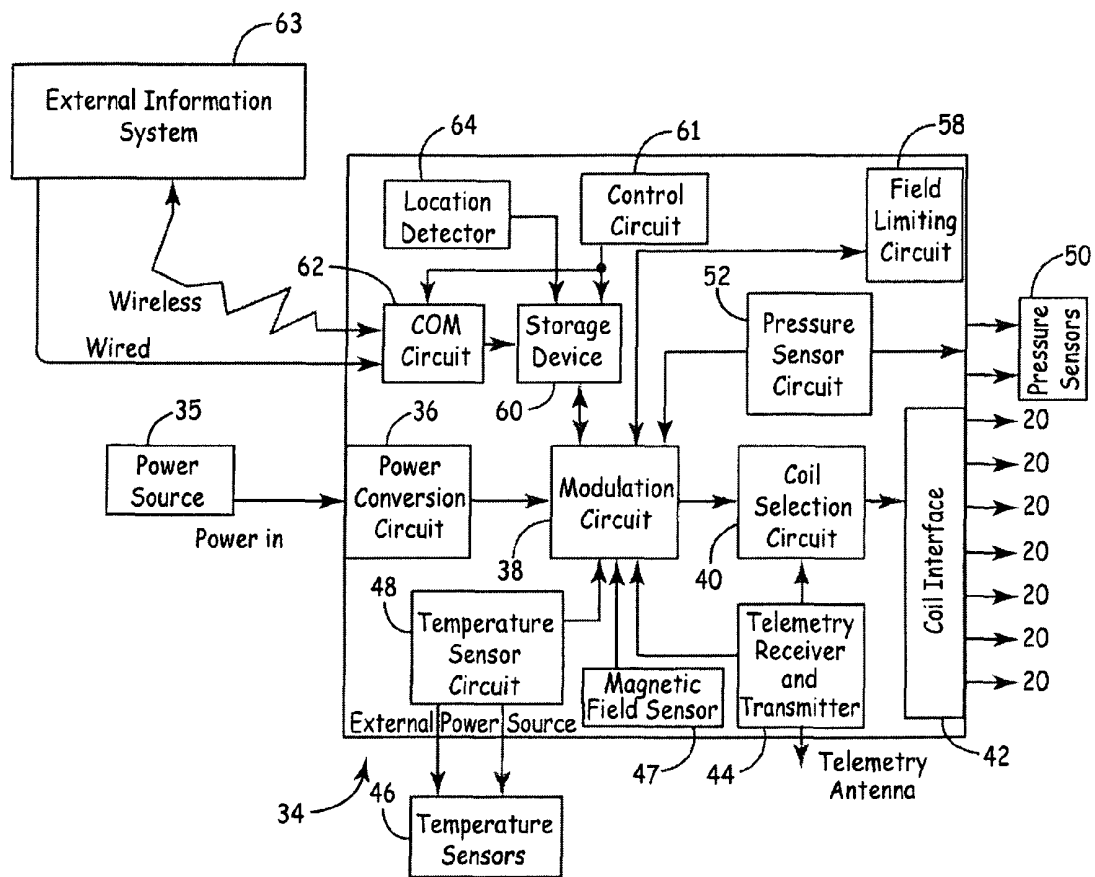 63
External Information
System
64
61
58
Location
Detector
Control
Circuit
Field
Limiting
Circuit
50
62
52
Wireless
COM
Circuit
Storage
Device
Pressure
Sensor
Circuit
Pressure
Sensors
Wired
60
35
36
20
Power
Source
Power
Conversion
Circuit
Modulation
Circuit
Coil
Selection
Circuit
20
20
Power in
38
40
20
Coil Interface
48
Temperature
Sensor
Circuit
Telemetry
Receiver
and
Transmitter
20
20
Magnetic
Field Sensor
20
External Power Source
47
44
Telemetry
Antenna
42
34
46
Temperature
Sensors